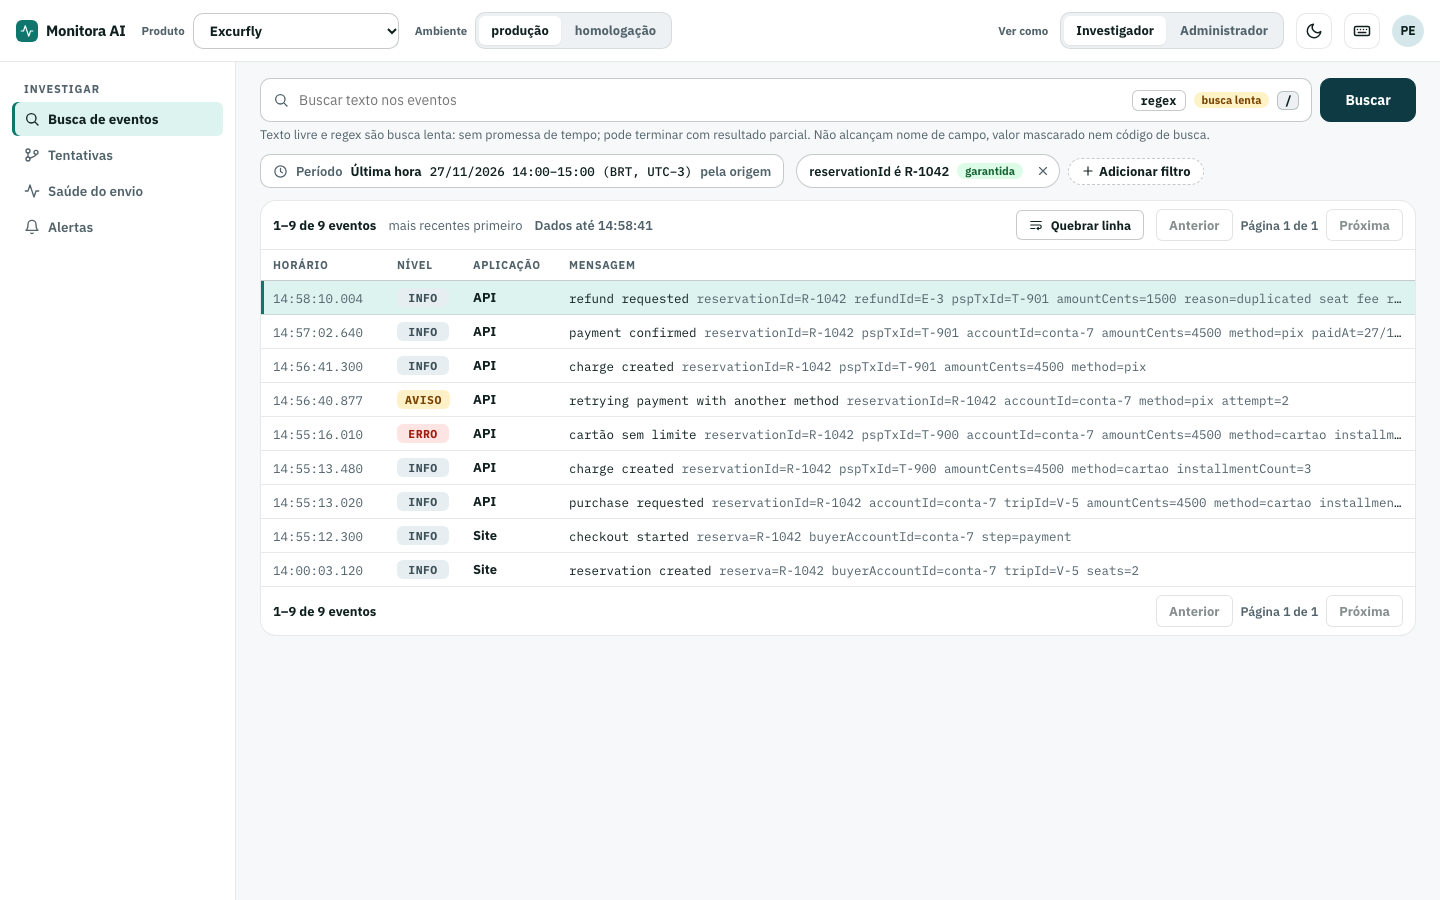 Monitora AI
Produto
Excurfly
Ambiente
produção
homologação
Ver como
Investigador
Administrador
PE
INVESTIGAR
Busca de eventos
Tentativas
Saúde do envio
Alertas
Buscar texto nos eventos
regex
busca lenta
/
Buscar
Texto livre e regex são busca lenta: sem promessa de tempo; pode terminar com resultado parcial. Não alcançam nome de campo, valor mascarado nem código de busca.
Período Última hora 27/11/2026 14:00–15:00 (BRT, UTC−3) pela origem
reservationId é R-1042 garantida ×
+ Adicionar filtro
1–9 de 9 eventos mais recentes primeiro Dados até 14:58:41
Quebrar linha
Anterior Página 1 de 1 Próxima
HORÁRIO NÍVEL APLICAÇÃO MENSAGEM
14:58:10.004 INFO API refund requested reservationId=R-1042 refundId=E-3 pspTxId=T-901 amountCents=1500 reason=duplicated seat fee r…
14:57:02.640 INFO API payment confirmed reservationId=R-1042 pspTxId=T-901 accountId=conta-7 amountCents=4500 method=pix paidAt=27/1…
14:56:41.300 INFO API charge created reservationId=R-1042 pspTxId=T-901 amountCents=4500 method=pix
14:56:40.877 AVISO API retrying payment with another method reservationId=R-1042 accountId=conta-7 method=pix attempt=2
14:55:16.010 ERRO API cartão sem limite reservationId=R-1042 pspTxId=T-900 accountId=conta-7 amountCents=4500 method=cartao installm…
14:55:13.480 INFO API charge created reservationId=R-1042 pspTxId=T-900 amountCents=4500 method=cartao installmentCount=3
14:55:13.020 INFO API purchase requested reservationId=R-1042 accountId=conta-7 tripId=V-5 amountCents=4500 method=cartao installmen…
14:55:12.300 INFO Site checkout started reserva=R-1042 buyerAccountId=conta-7 step=payment
14:00:03.120 INFO Site reservation created reserva=R-1042 buyerAccountId=conta-7 tripId=V-5 seats=2
1–9 de 9 eventos
Anterior Página 1 de 1 Próxima